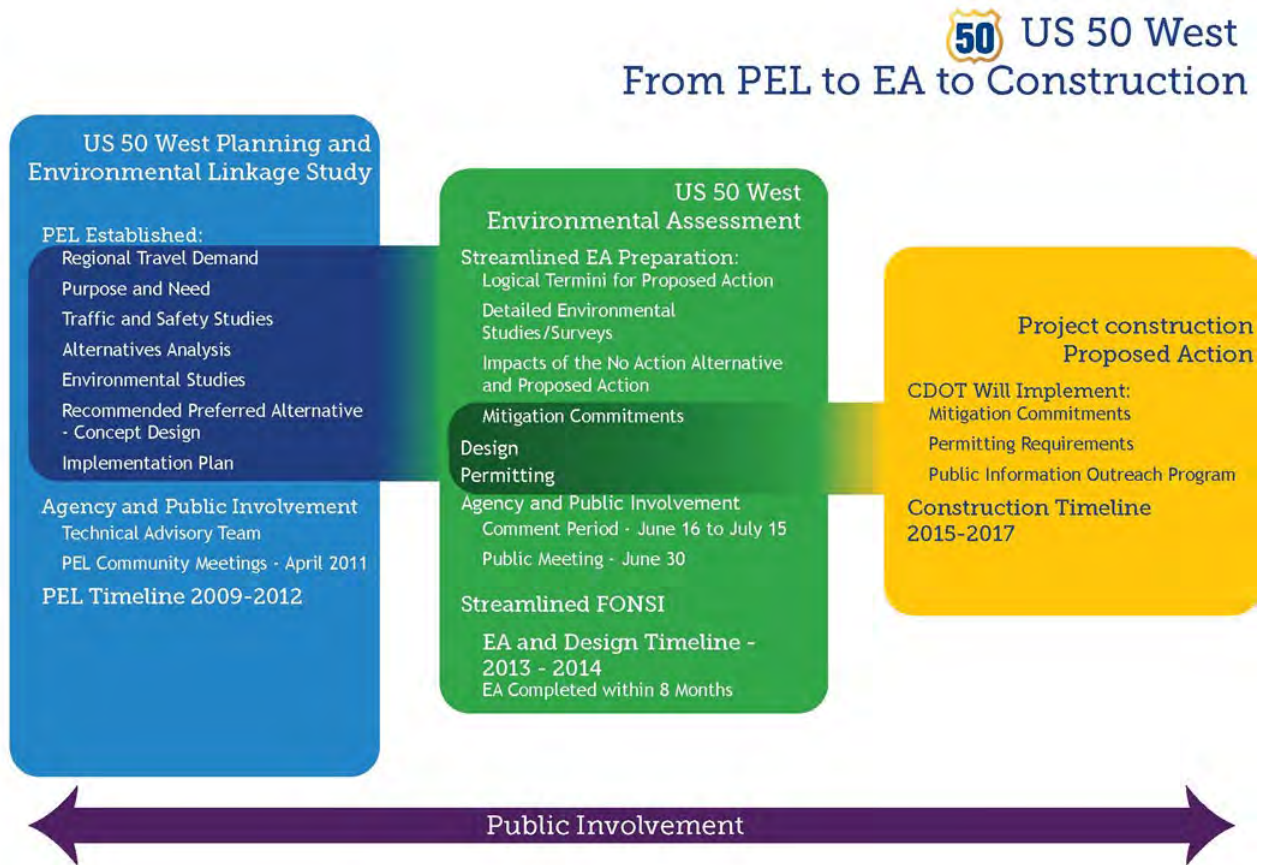 50 US 50 West
From PEL to EA to Construction
US 50 West Planning and
Environmental Linkage Study
PEL Established:
Regional Travel Demand
Purpose and Need
Traffic and Safety Studies
Alternatives Analysis
Environmental Studies
Recommended Preferred Alternative
- Concept Design
Implementation Plan
Agency and Public Involvement
Technical Advisory Team
PEL Community Meetings - April 2011
PEL Timeline 2009-2012
US 50 West
Environmental Assessment
Streamlined EA Preparation:
Logical Termini for Proposed Action
Detailed Environmental
Studies/Surveys
Impacts of the No Action Alternative
and Proposed Action
Mitigation Commitments
Design
Permitting
Agency and Public Involvement
Comment Period - June 16 to July 15
Public Meeting - June 30
Streamlined FONSI
EA and Design Timeline -
2013 - 2014
EA Completed within 8 Months
Project construction
Proposed Action
CDOT Will Implement:
Mitigation Commitments
Permitting Requirements
Public Information Outreach Program
Construction Timeline
2015-2017
Public Involvement